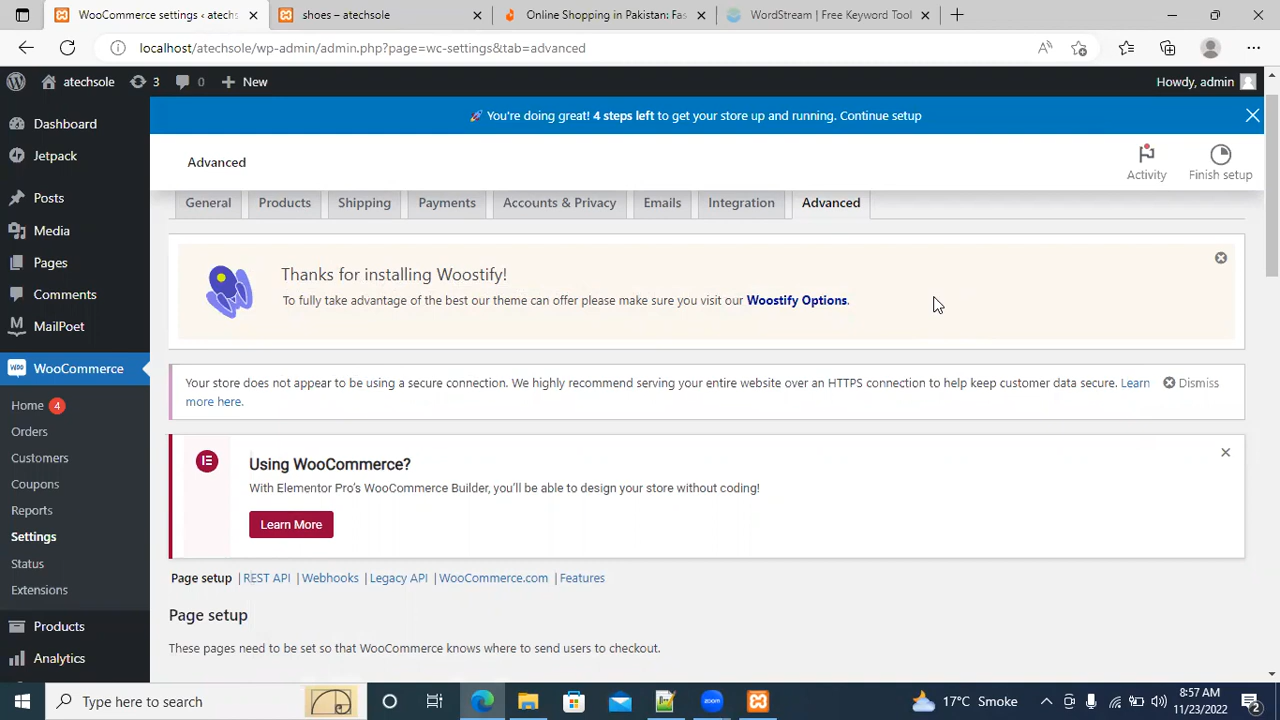 WooCommerce settings ‹ atechs
shoes – atechsole
Online Shopping in Pakistan: Fas
WordStream | Free Keyword Tool
localhost/atechsole/wp-admin/admin.php?page=wc-settings&tab=advanced
atechsole
3
0
New
Howdy, admin
🚀 You're doing great! 4 steps left to get your store up and running. Continue setup
Dashboard
Jetpack
Posts
Media
Pages
Comments
MailPoet
WooCommerce
Home 4
Orders
Customers
Coupons
Reports
Settings
Status
Extensions
Products
Analytics
Advanced
Activity
Finish setup
General
Products
Shipping
Payments
Accounts & Privacy
Emails
Integration
Advanced
Thanks for installing Woostify!
To fully take advantage of the best our theme can offer please make sure you visit our Woostify Options.
Your store does not appear to be using a secure connection. We highly recommend serving your entire website over an HTTPS connection to help keep customer data secure. Learn
more here.
Dismiss
Using WooCommerce?
With Elementor Pro's WooCommerce Builder, you'll be able to design your store without coding!
Learn More
Page setup | REST API | Webhooks | Legacy API | WooCommerce.com | Features
Page setup
These pages need to be set so that WooCommerce knows where to send users to checkout.
Type here to search
zoom
17°C Smoke
8:57 AM
11/23/2022
2